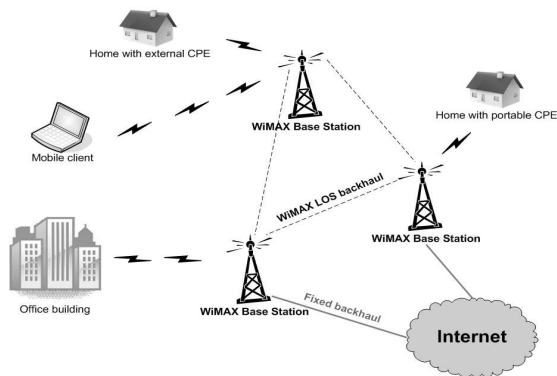 Home with external CPE
WiMAX Base Station
Home with portable CPE
Mobile client
WiMAX LOS backhaul
WiMAX Base Station
Office building
WiMAX Base Station
Fixed backhaul
Internet